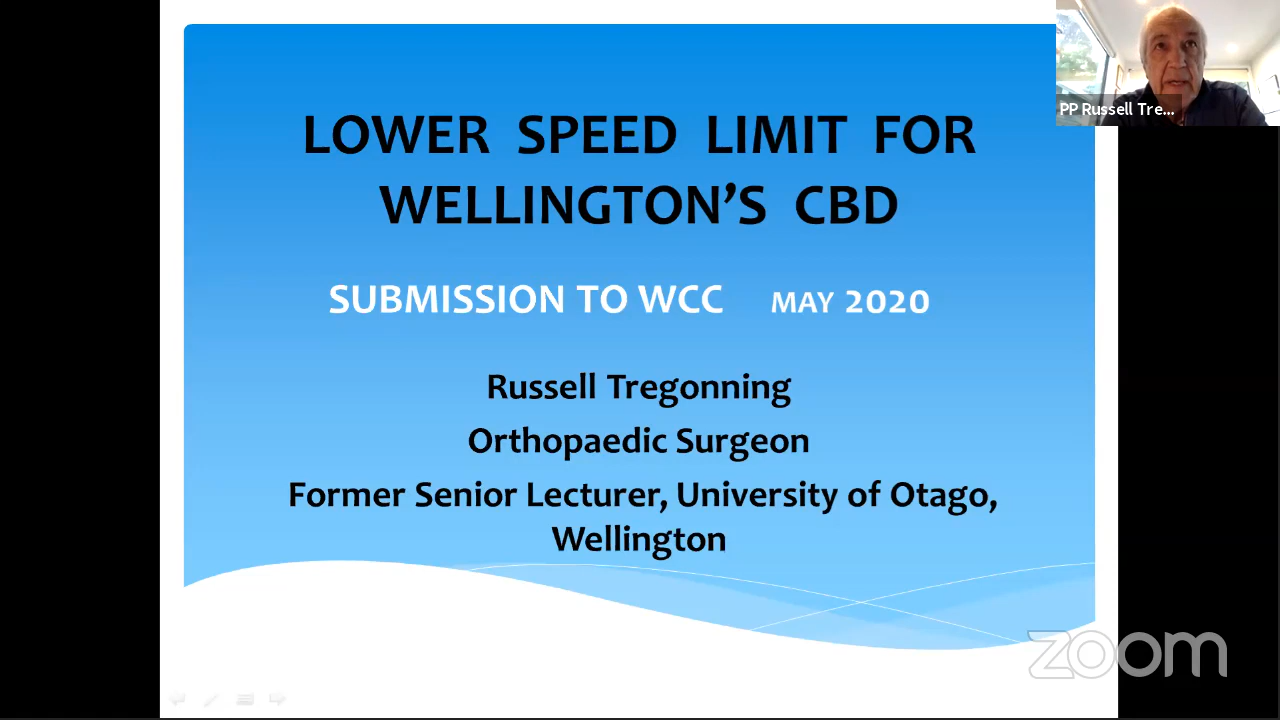 LOWER SPEED LIMIT FOR
WELLINGTON'S CBD
SUBMISSION TO WCC MAY 2020
Russell Tregonning
Orthopaedic Surgeon
Former Senior Lecturer, University of Otago,
Wellington
PP Russell Tre...
zoom